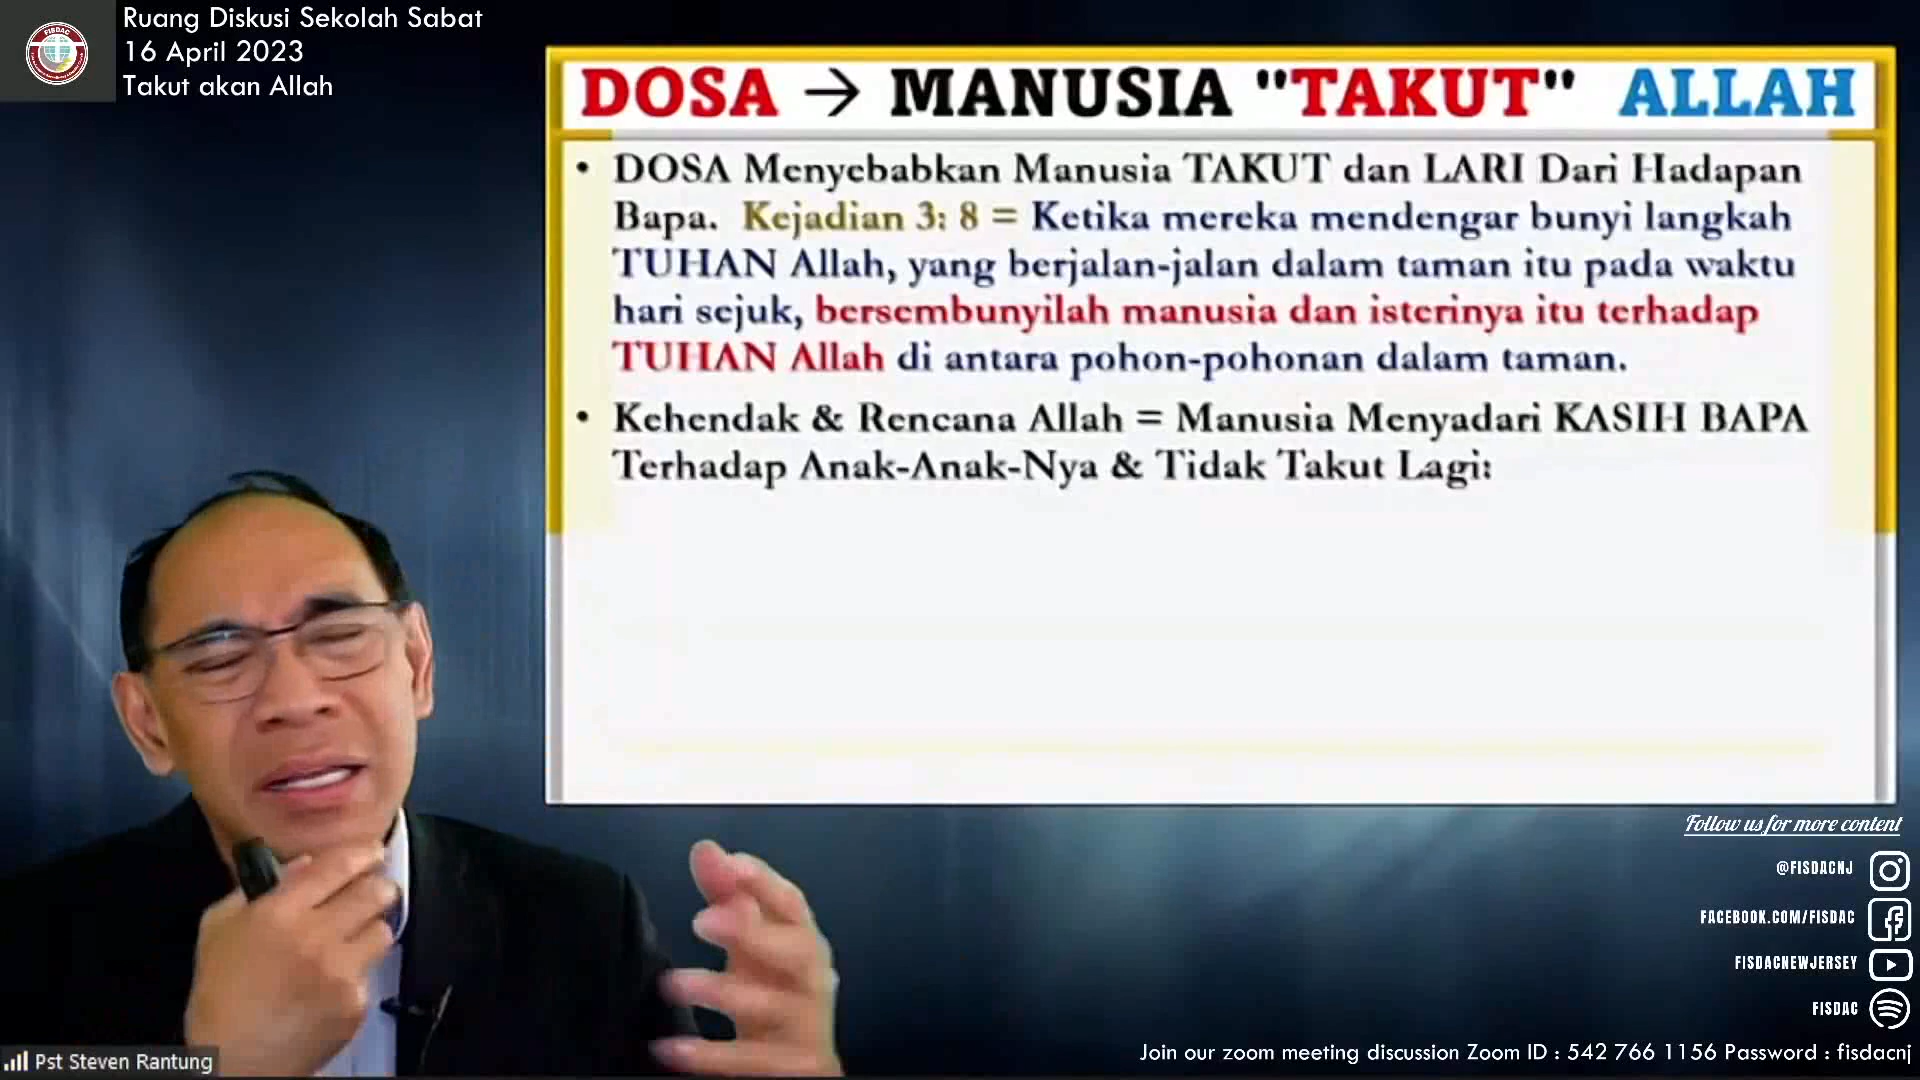 Ruang Diskusi Sekolah Sabat
16 April 2023
Takut akan Allah
FISDAC
DOSA → MANUSIA "TAKUT" ALLAH
• DOSA Menyebabkan Manusia TAKUT dan LARI Dari Hadapan
Bapa. Kejadian 3: 8 = Ketika mereka mendengar bunyi langkah
TUHAN Allah, yang berjalan-jalan dalam taman itu pada waktu
hari sejuk, bersembunyilah manusia dan isterinya itu terhadap
TUHAN Allah di antara pohon-pohonan dalam taman.
• Kehendak & Rencana Allah = Manusia Menyadari KASIH BAPA
Terhadap Anak-Anak-Nya & Tidak Takut Lagi:
Follow us for more content
@FISDACNJ
FACEBOOK.COM/FISDAC
FISDACNEWJERSEY
FISDAC
Join our zoom meeting discussion Zoom ID : 542 766 1156 Password : fisdacnj
Pst Steven Rantung